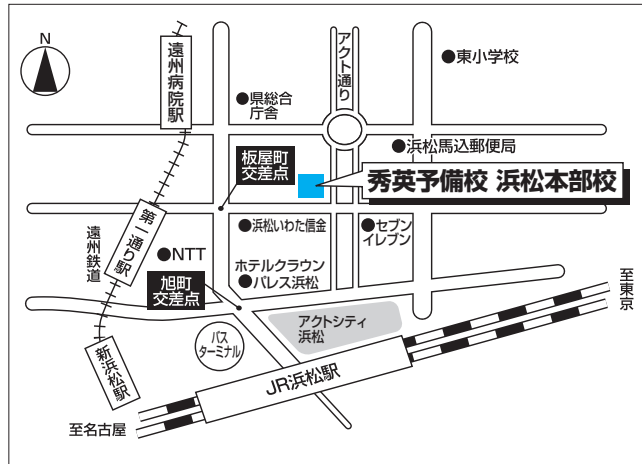 N
遠州病院駅
アクト通り
●東小学校
●県総合
庁舎
●浜松馬込郵便局
板屋町
交差点
秀英予備校 浜松本部校
第一通り駅
遠州鉄道
●NTT
●浜松いわた信金
●セブン
イレブン
旭町
交差点
ホテルクラウン
●パレス浜松
至東京
アクトシティ
浜松
バス
ターミナル
新浜松駅
JR浜松駅
至名古屋